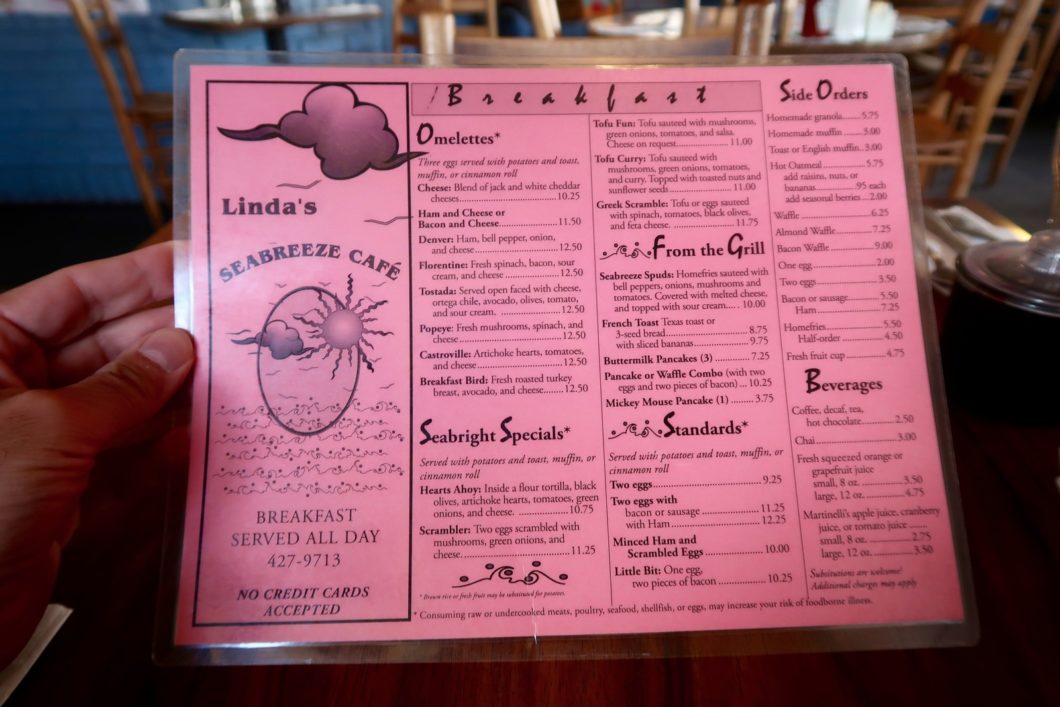 Linda's
SEABREEZE CAFÉ
BREAKFAST
SERVED ALL DAY
427-9713
NO CREDIT CARDS
ACCEPTED
Breakfast
Omelettes*
Three eggs served with potatoes and toast,
muffin, or cinnamon roll
Cheese: Blend of jack and white cheddar
cheeses 10.25
Ham and Cheese or
Bacon and Cheese 11.50
Denver: Ham, bell pepper, onion,
and cheese 12.50
Florentine: Fresh spinach, bacon, sour
cream, and cheese 12.50
Tostada: Served open faced with cheese,
ortega chile, avocado, olives, tomato,
and sour cream. 12.50
Popeye: Fresh mushrooms, spinach, and
cheese 12.50
Castroville: Artichoke hearts, tomatoes,
and cheese 12.50
Breakfast Bird: Fresh roasted turkey
breast, avocado, and cheese 12.50
Seabright Specials*
Served with potatoes and toast, muffin, or
cinnamon roll
Hearts Ahoy: Inside a flour tortilla, black
olives, artichoke hearts, tomatoes, green
onions, and cheese. 10.75
Scrambler: Two eggs scrambled with
mushrooms, green onions, and
cheese. 11.25
* Brown rice or fresh fruit may be substituted for potatoes.
Tofu Fun: Tofu sauteed with mushrooms,
green onions, tomatoes, and salsa.
Cheese on request 11.00
Tofu Curry: Tofu sauteed with
mushrooms, green onions, tomatoes,
and curry. Topped with toasted nuts and
sunflower seeds 11.00
Greek Scramble: Tofu or eggs sauteed
with spinach, tomatoes, black olives,
and feta cheese. 11.75
From the Grill
Seabreeze Spuds: Homefries sauteed with
bell peppers, onions, mushrooms and
tomatoes. Covered with melted cheese,
and topped with sour cream 10.00
French Toast Texas toast or
3-seed bread 8.75
with sliced bananas 9.75
Buttermilk Pancakes (3) 7.25
Pancake or Waffle Combo (with two
eggs and two pieces of bacon) 10.25
Mickey Mouse Pancake (1) 3.75
Standards*
Served with potatoes and toast, muffin, or
cinnamon roll
Two eggs 9.25
Two eggs with
bacon or sausage 11.25
with Ham 12.25
Minced Ham and
Scrambled Eggs 10.00
Little Bit: One egg,
two pieces of bacon 10.25
Side Orders
Homemade granola 5.75
Homemade muffin 3.00
Toast or English muffin 3.00
Hot Oatmeal 5.75
add raisins, nuts, or
bananas .95 each
add seasonal berries 2.00
Waffle 6.25
Almond Waffle 7.25
Bacon Waffle 9.00
One egg 2.00
Two eggs 3.50
Bacon or sausage 5.50
Ham 7.25
Homefries 5.50
Half-order 4.50
Fresh fruit cup 4.75
Beverages
Coffee, decaf, tea,
hot chocolate 2.50
Chai 3.00
Fresh squeezed orange or
grapefruit juice
small, 8 oz. 3.50
large, 12 oz. 4.75
Martinelli's apple juice, cranberry
juice, or tomato juice
small, 8 oz. 2.75
large, 12 oz. 3.50
Substitutions are welcome!
Additional charges may apply
* Consuming raw or undercooked meats, poultry, seafood, shellfish, or eggs, may increase your risk of foodborne illness.